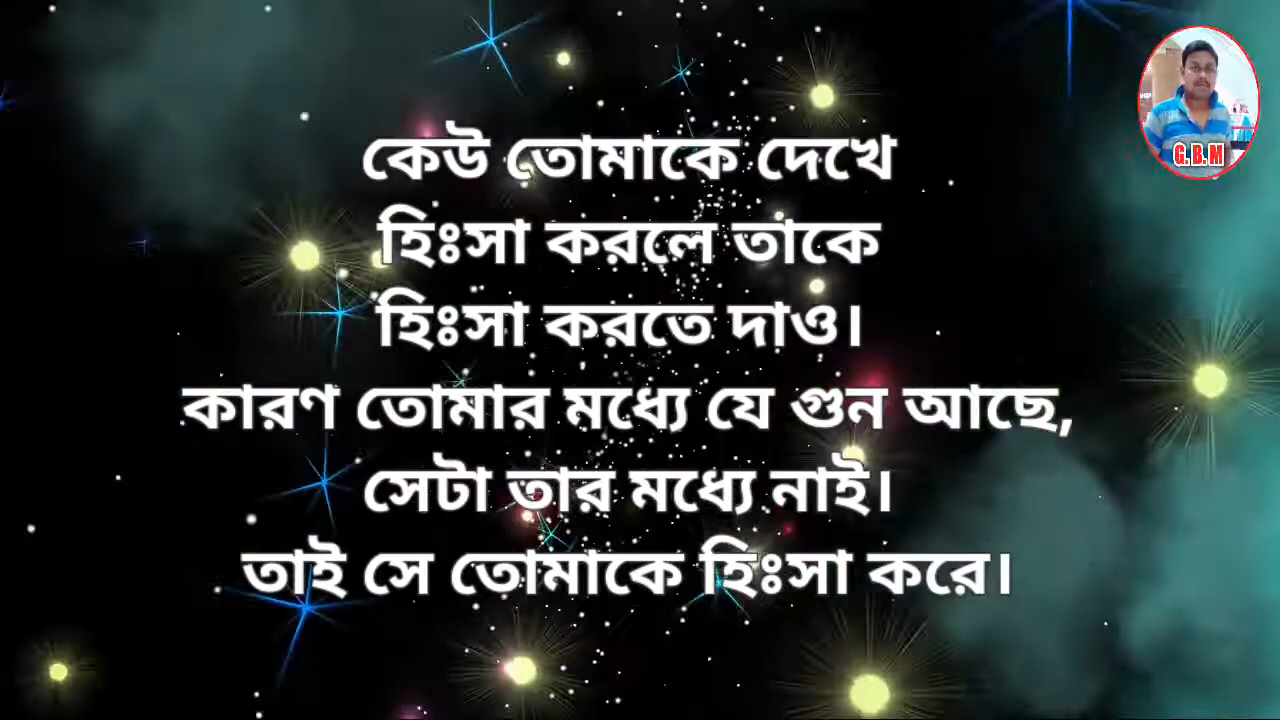 কেউ তোমাকে দেখে
হিঃসা করলে তাকে
হিঃসা করতে দাও।
কারণ তোমার মধ্যে যে গুন আছে,
সেটা তার মধ্যে নাই।
তাই সে তোমাকে হিঃসা করে।
G.B.M